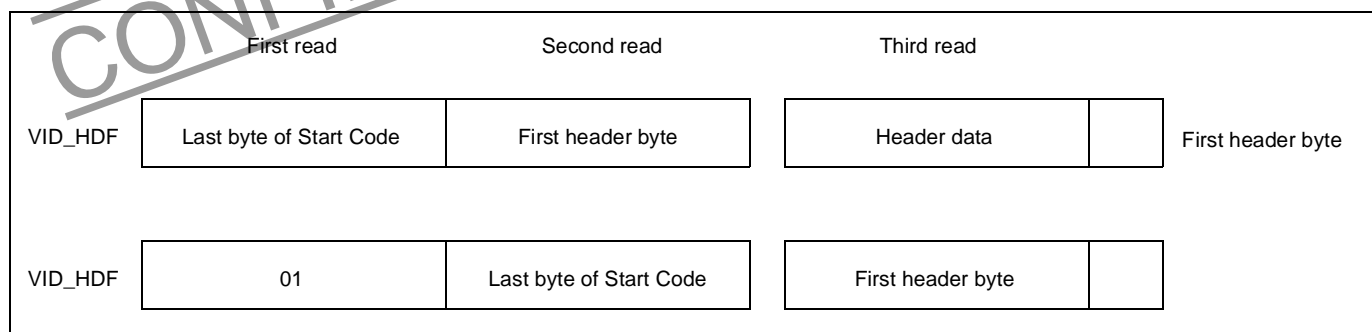 First read Second read Third read
VID_HDF Last byte of Start Code First header byte Header data First header byte
VID_HDF 01 Last byte of Start Code First header byte